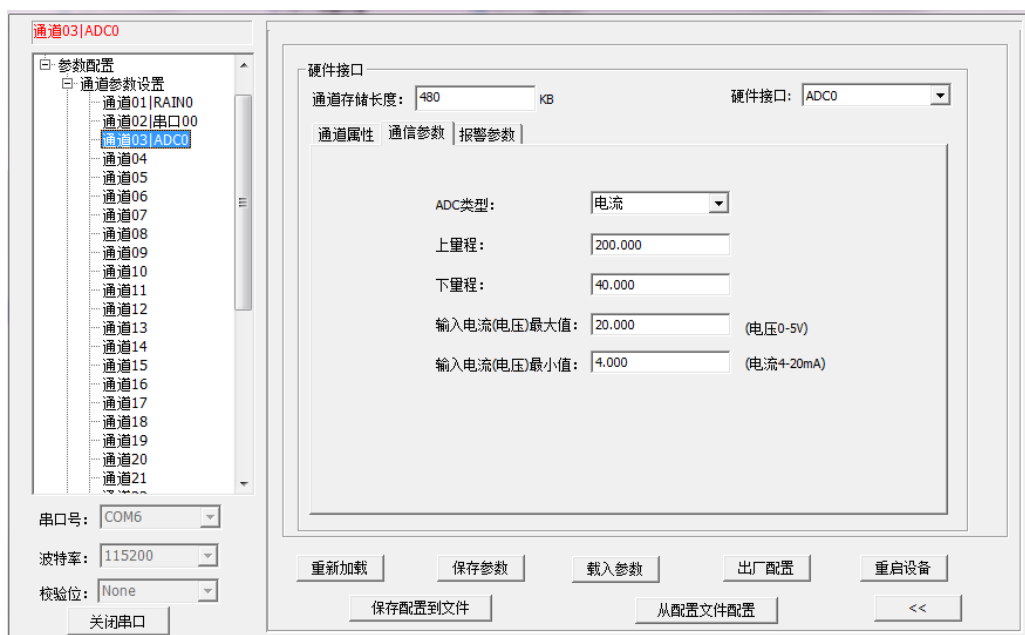 通道03|ADC0
参数配置
通道参数设置
通道01|RAIN0
通道02|串口00
通道03|ADC0
通道04
通道05
通道06
通道07
通道08
通道09
通道10
通道11
通道12
通道13
通道14
通道15
通道16
通道17
通道18
通道19
通道20
通道21
串口号： COM6
波特率： 115200
校验位： None
关闭串口
硬件接口
通道存储长度： 480 KB 硬件接口： ADC0
通道属性 通信参数 报警参数
ADC类型： 电流
上量程： 200.000
下量程： 40.000
输入电流(电压)最大值： 20.000 (电压0-5V)
输入电流(电压)最小值： 4.000 (电流4-20mA)
重新加载 保存参数 载入参数 出厂配置 重启设备
保存配置到文件 从配置文件配置 <<